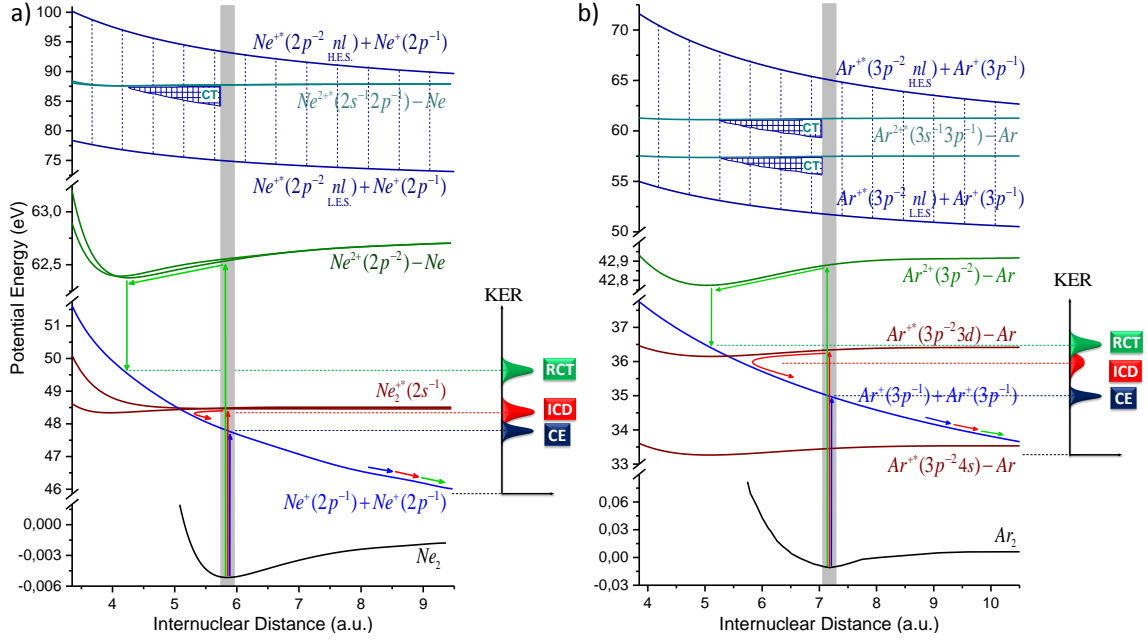 a)
Potential Energy (eV)
100
95
90
85
80
75
63,0
62,5
51
50
49
48
47
46
0,000
-0,003
-0,006
4 5 6 7 8 9
Internuclear Distance (a.u.)
Ne⁺*(2p⁻² nl) + Ne⁺(2p⁻¹)
H.E.S.
CT
Ne²⁺*(2s⁻¹2p⁻¹) − Ne
Ne⁺*(2p⁻² nl) + Ne⁺(2p⁻¹)
L.E.S.
Ne²⁺(2p⁻²) − Ne
Ne₂⁺*(2s⁻¹)
Ne⁺(2p⁻¹) + Ne⁺(2p⁻¹)
Ne₂
KER
RCT
ICD
CE
b)
70
65
60
55
50
42,9
42,8
37
36
35
34
33
0,06
0,03
0,00
-0,03
4 5 6 7 8 9 10
Internuclear Distance (a.u.)
Ar⁺*(3p⁻² nl) + Ar⁺(3p⁻¹)
H.E.S
CT
Ar²⁺*(3s⁻¹3p⁻¹) − Ar
CT
Ar⁺*(3p⁻² nl) + Ar⁺(3p⁻¹)
L.E.S
Ar²⁺(3p⁻²) − Ar
Ar⁺*(3p⁻²3d) − Ar
Ar⁺(3p⁻¹) + Ar⁺(3p⁻¹)
Ar⁺*(3p⁻²4s) − Ar
Ar₂
KER
RCT
ICD
CE